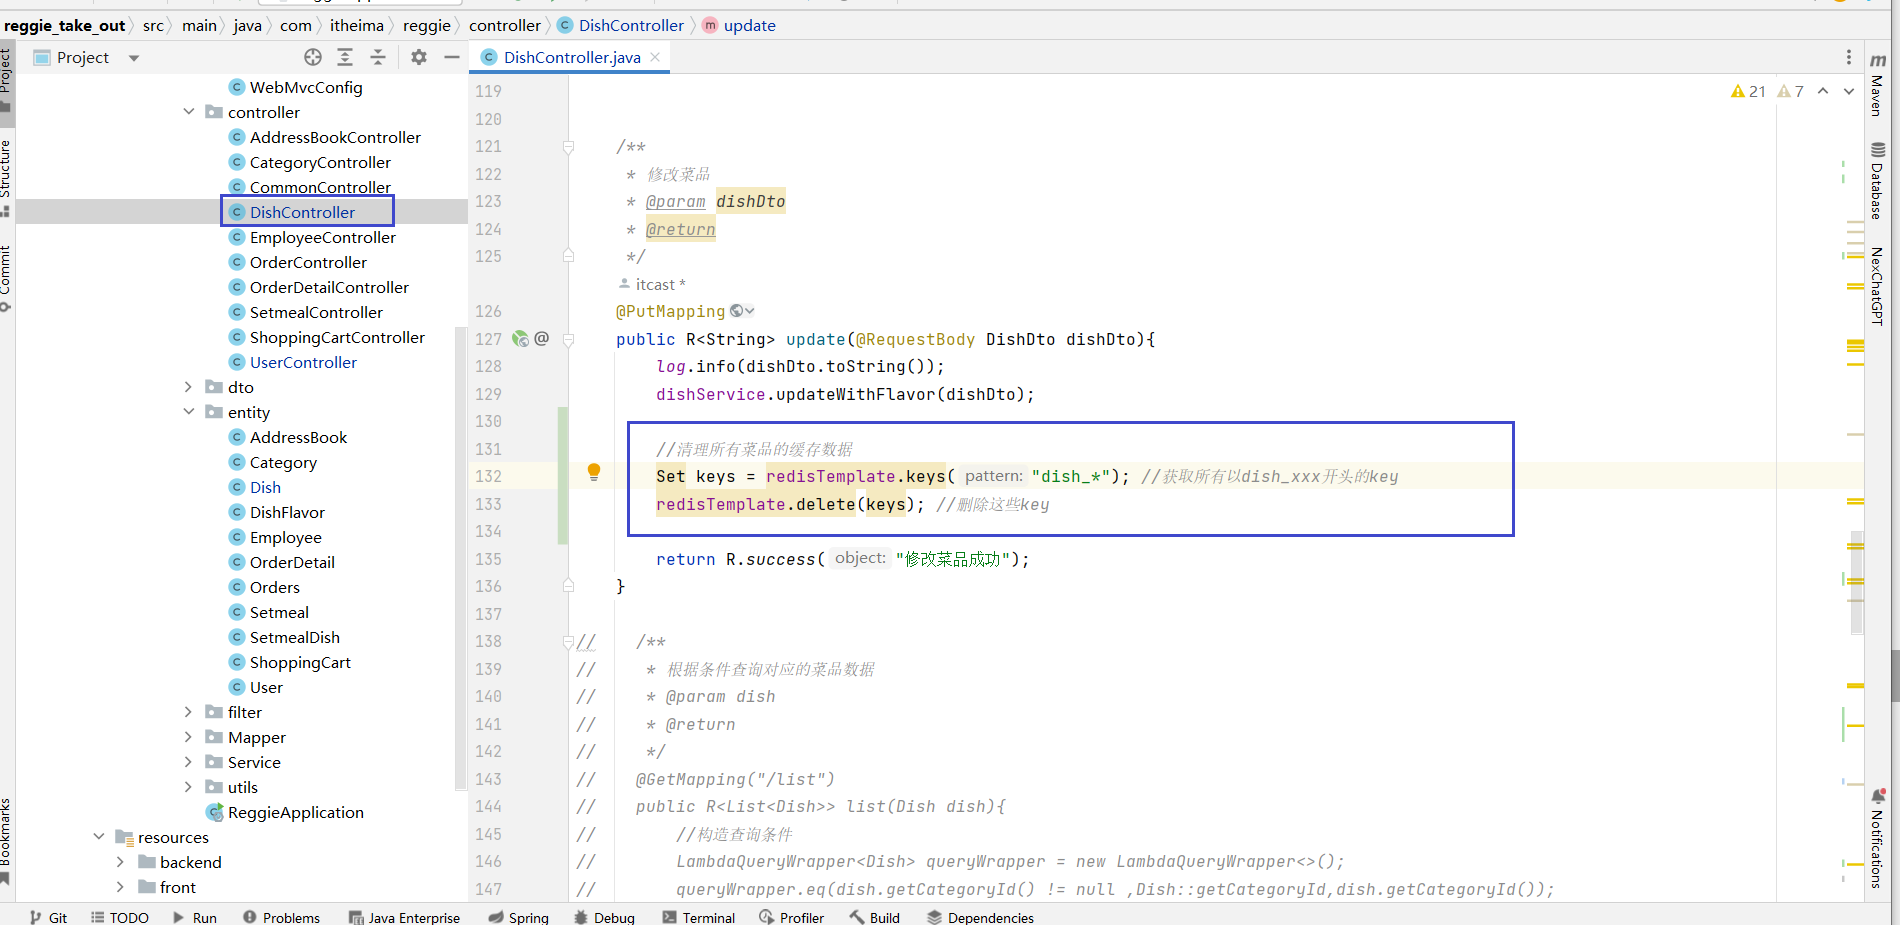 reggie_take_out 〉 src 〉 main 〉 java 〉 com 〉 itheima 〉 reggie 〉 controller 〉 DishController 〉 update
Project
DishController.java
WebMvcConfig
controller
AddressBookController
CategoryController
CommonController
DishController
EmployeeController
OrderController
OrderDetailController
SetmealController
ShoppingCartController
UserController
dto
entity
AddressBook
Category
Dish
DishFlavor
Employee
OrderDetail
Orders
Setmeal
SetmealDish
ShoppingCart
User
filter
Mapper
Service
utils
ReggieApplication
resources
backend
front
Project
Structure
Commit
Bookmarks
21 7
119
120
121 /**
122 * 修改菜品
123 * @param dishDto
124 * @return
125 */
itcast *
126 @PutMapping
127 public R<String> update(@RequestBody DishDto dishDto){
128 log.info(dishDto.toString());
129 dishService.updateWithFlavor(dishDto);
130
131 //清理所有菜品的缓存数据
132 Set keys = redisTemplate.keys( pattern: "dish_*"); //获取所有以dish_xxx开头的key
133 redisTemplate.delete(keys); //删除这些key
134
135 return R.success( object: "修改菜品成功");
136 }
137
138 // /**
139 // * 根据条件查询对应的菜品数据
140 // * @param dish
141 // * @return
142 // */
143 // @GetMapping("/list")
144 // public R<List<Dish>> list(Dish dish){
145 // //构造查询条件
146 // LambdaQueryWrapper<Dish> queryWrapper = new LambdaQueryWrapper<>();
147 // queryWrapper.eq(dish.getCategoryId() != null ,Dish::getCategoryId,dish.getCategoryId());
m Maven
Database
NexChatGPT
Notifications
Git TODO Run Problems Java Enterprise Spring Debug Terminal Profiler Build Dependencies